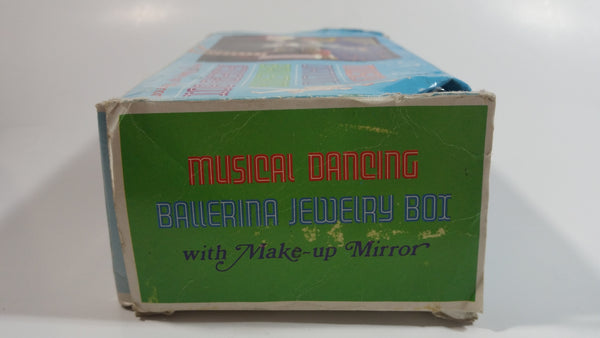 MUSICAL DANCING
BALLERINA JEWELRY BOX
with Make-up Mirror